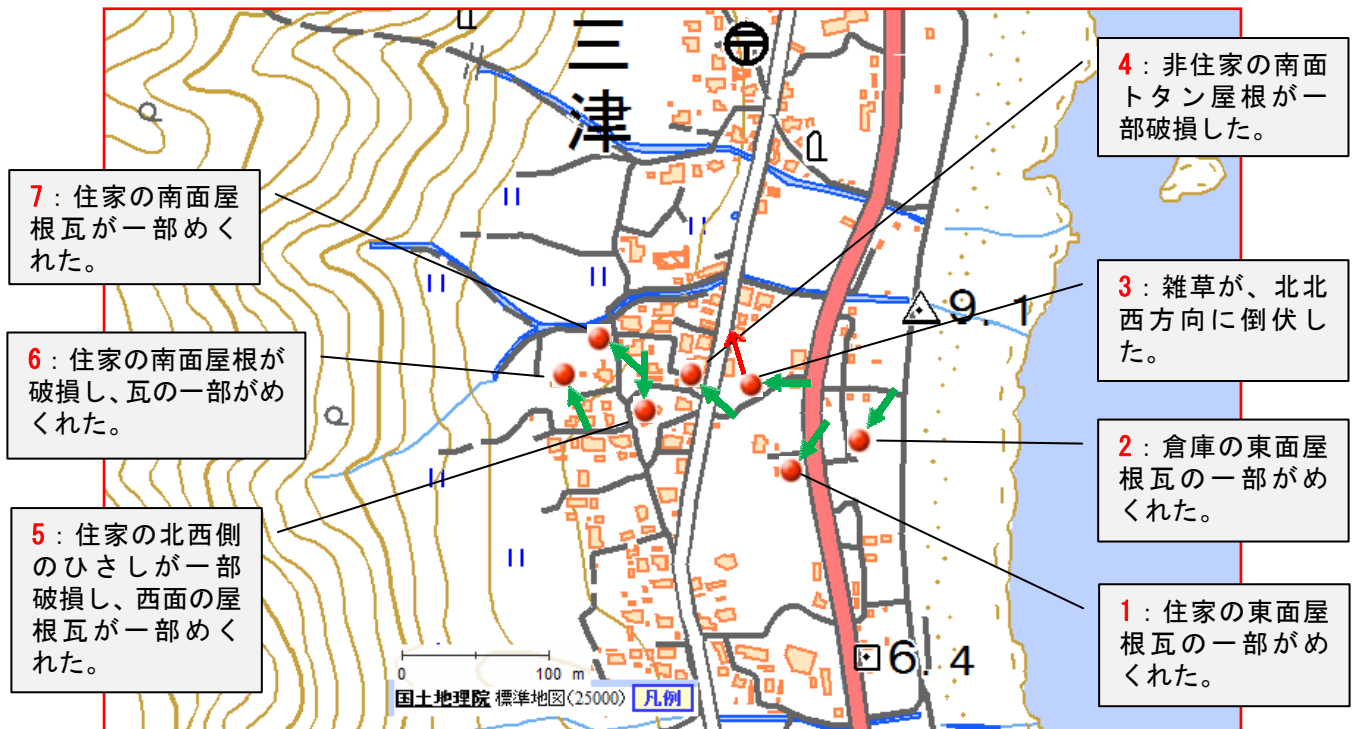 三
津
4：非住家の南面
トタン屋根が一
部破損した。
7：住家の南面屋
根瓦が一部めく
れた。
3：雑草が、北北
西方向に倒伏し
た。
9.1
6：住家の南面屋根が
破損し、瓦の一部がめ
くれた。
2：倉庫の東面屋
根瓦の一部がめ
くれた。
5：住家の北西側
のひさしが一部
破損し、西面の屋
根瓦が一部めく
れた。
1：住家の東面屋
根瓦の一部がめ
くれた。
6.4
0 100 m
国土地理院 標準地図(25000) 凡例